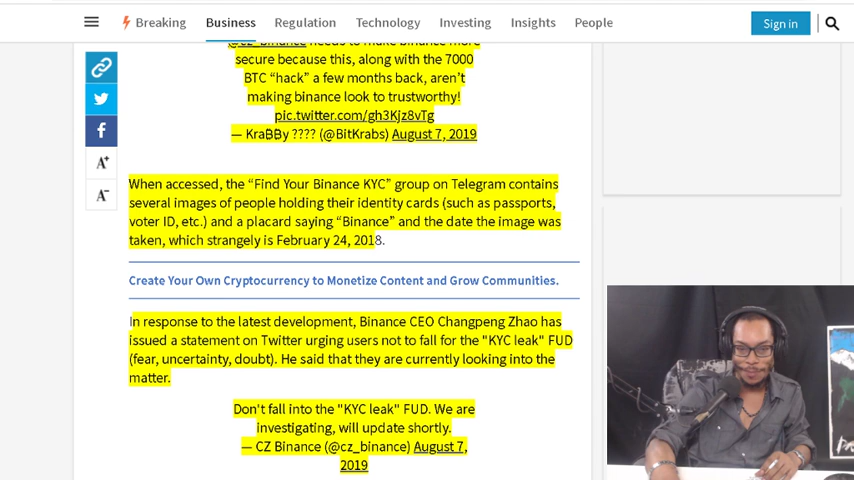 Breaking Business Regulation Technology Investing Insights People Sign in
@cz_binance needs to make binance more
secure because this, along with the 7000
BTC “hack” a few months back, aren’t
making binance look to trustworthy!
pic.twitter.com/gh3Kjz8vTg
— KraɃɃy ???? (@BitKrabs) August 7, 2019
A+
A-
When accessed, the “Find Your Binance KYC” group on Telegram contains
several images of people holding their identity cards (such as passports,
voter ID, etc.) and a placard saying “Binance” and the date the image was
taken, which strangely is February 24, 2018.
Create Your Own Cryptocurrency to Monetize Content and Grow Communities.
In response to the latest development, Binance CEO Changpeng Zhao has
issued a statement on Twitter urging users not to fall for the "KYC leak" FUD
(fear, uncertainty, doubt). He said that they are currently looking into the
matter.
Don't fall into the "KYC leak" FUD. We are
investigating, will update shortly.
— CZ Binance (@cz_binance) August 7,
2019